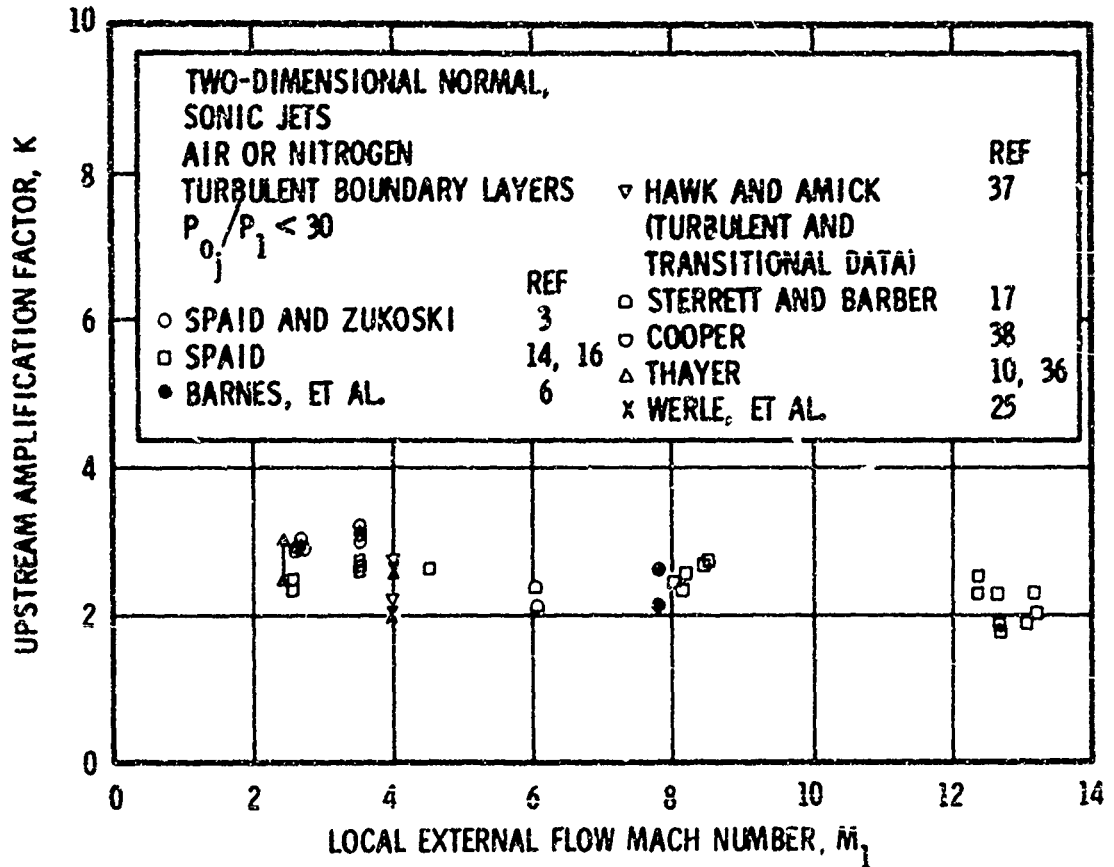 10
8
6
4
2
0
0 2 4 6 8 10 12 14
UPSTREAM AMPLIFICATION FACTOR, K
LOCAL EXTERNAL FLOW MACH NUMBER, M1
TWO-DIMENSIONAL NORMAL,
SONIC JETS
AIR OR NITROGEN
TURBULENT BOUNDARY LAYERS
P0j/P1 < 30
REF
○ SPAID AND ZUKOSKI 3
□ SPAID 14, 16
● BARNES, ET AL. 6
REF
▽ HAWK AND AMICK 37
(TURBULENT AND
TRANSITIONAL DATA)
STERRETT AND BARBER 17
COOPER 38
△ THAYER 10, 36
x WERLE, ET AL. 25